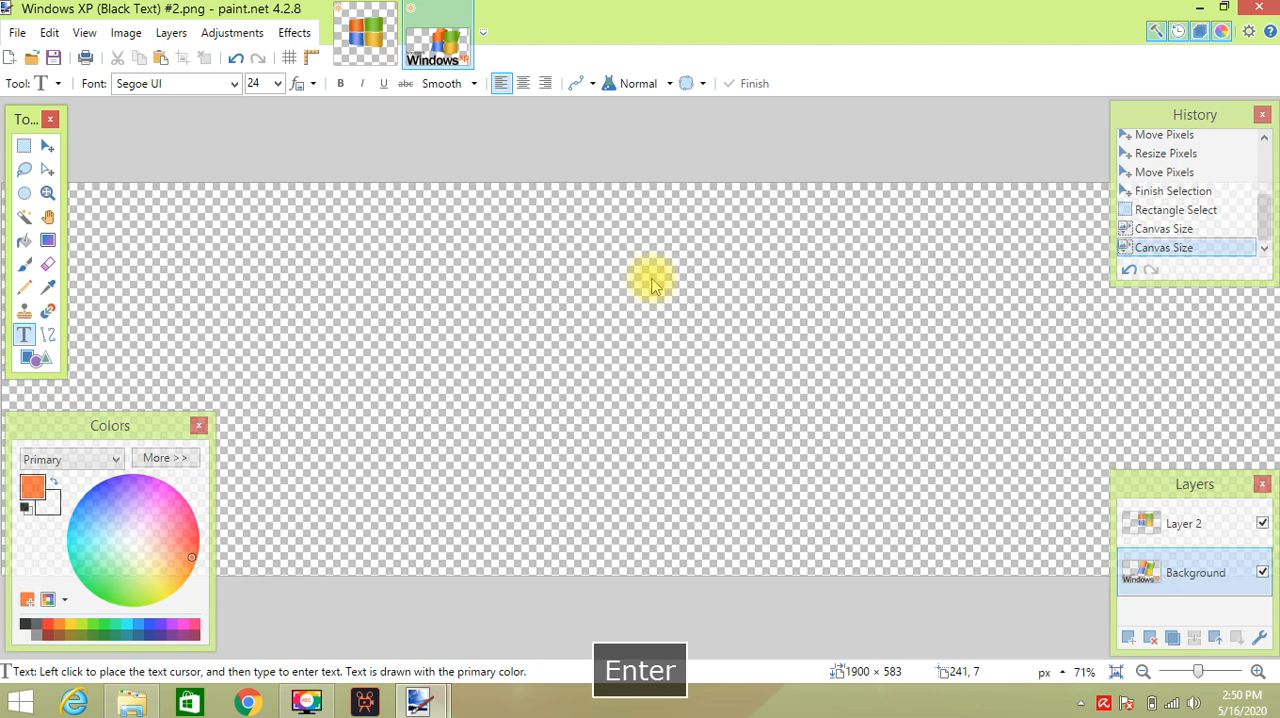 Windows XP (Black Text) #2.png - paint.net 4.2.8
File Edit View Image Layers Adjustments Effects
Windows
Tool: T Font: Segoe UI 24 fx B I U abc Smooth Normal Finish
To...
History
Move Pixels
Resize Pixels
Move Pixels
Finish Selection
Rectangle Select
Canvas Size
Canvas Size
Colors
Primary More >>
Layers
Layer 2
Windows
Background
Enter
Text: Left click to place the text cursor, and then type to enter text. Text is drawn with the primary color. 1900 × 583 241, 7 px 71%
REC
2:50 PM
5/16/2020